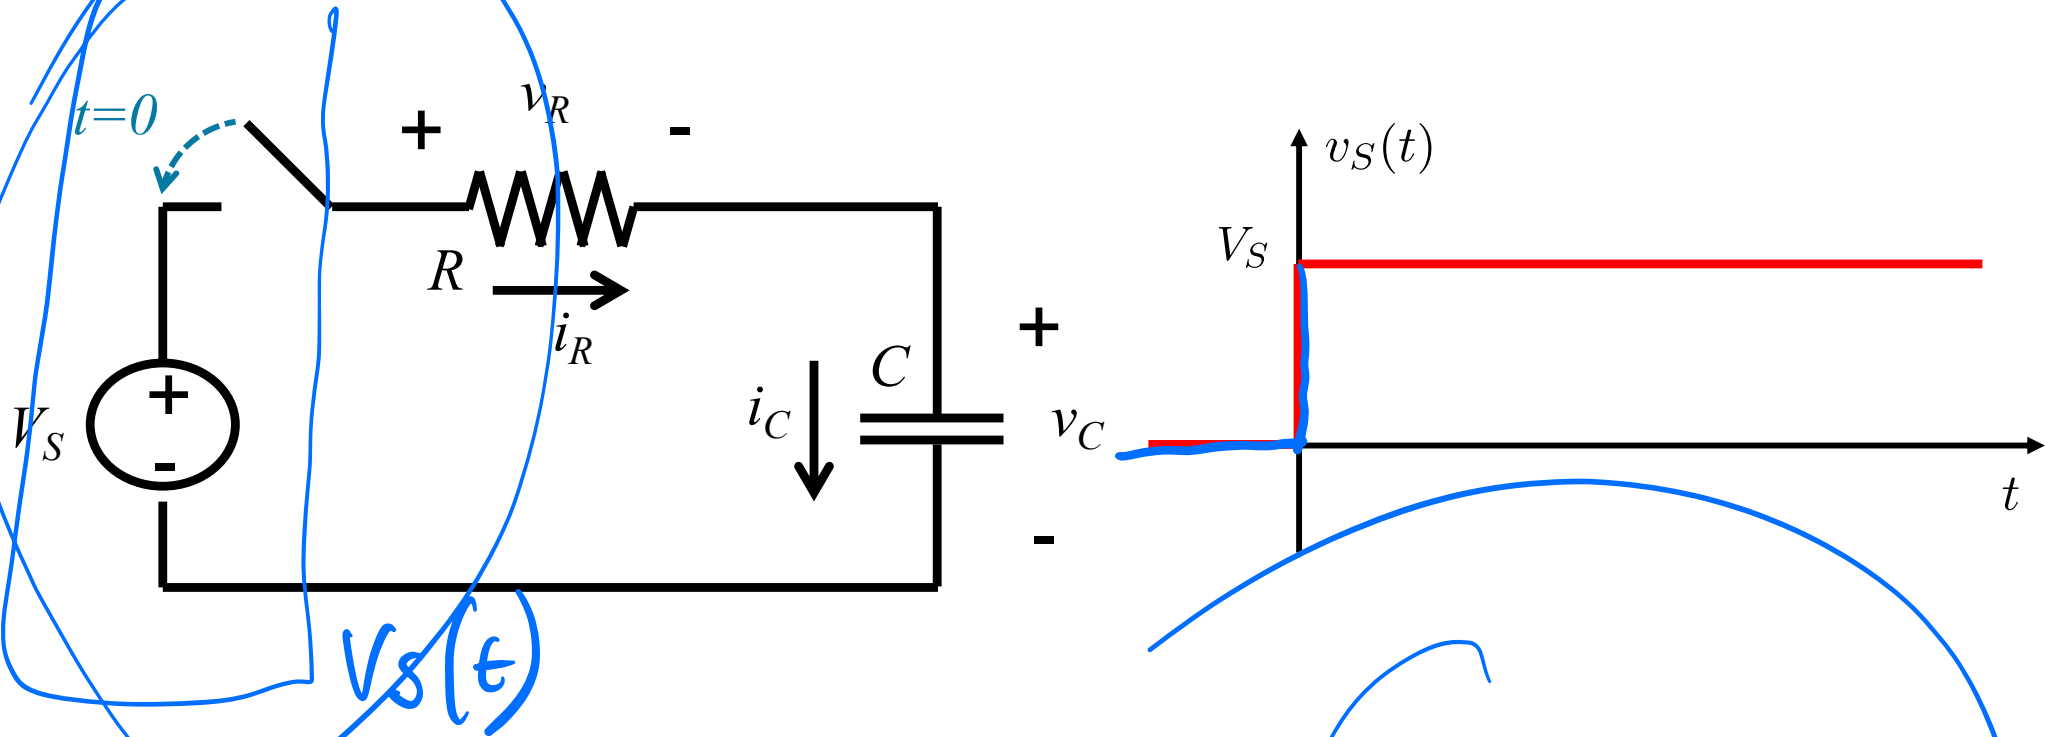 t=0
+
v_R
-
R
i_R
V_S
+
-
i_C
C
+
v_C
-
Vs(t)
v_S(t)
V_S
t